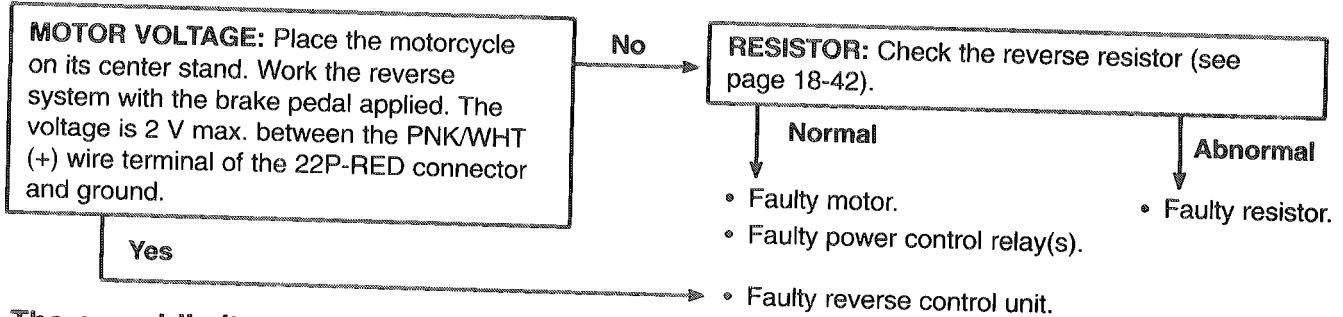 MOTOR VOLTAGE: Place the motorcycle
on its center stand. Work the reverse
system with the brake pedal applied. The
voltage is 2 V max. between the PNK/WHT
(+) wire terminal of the 22P-RED connector
and ground.
No
RESISTOR: Check the reverse resistor (see
page 18-42).
Normal
Abnormal
• Faulty motor.
• Faulty power control relay(s).
• Faulty resistor.
Yes
• Faulty reverse control unit.